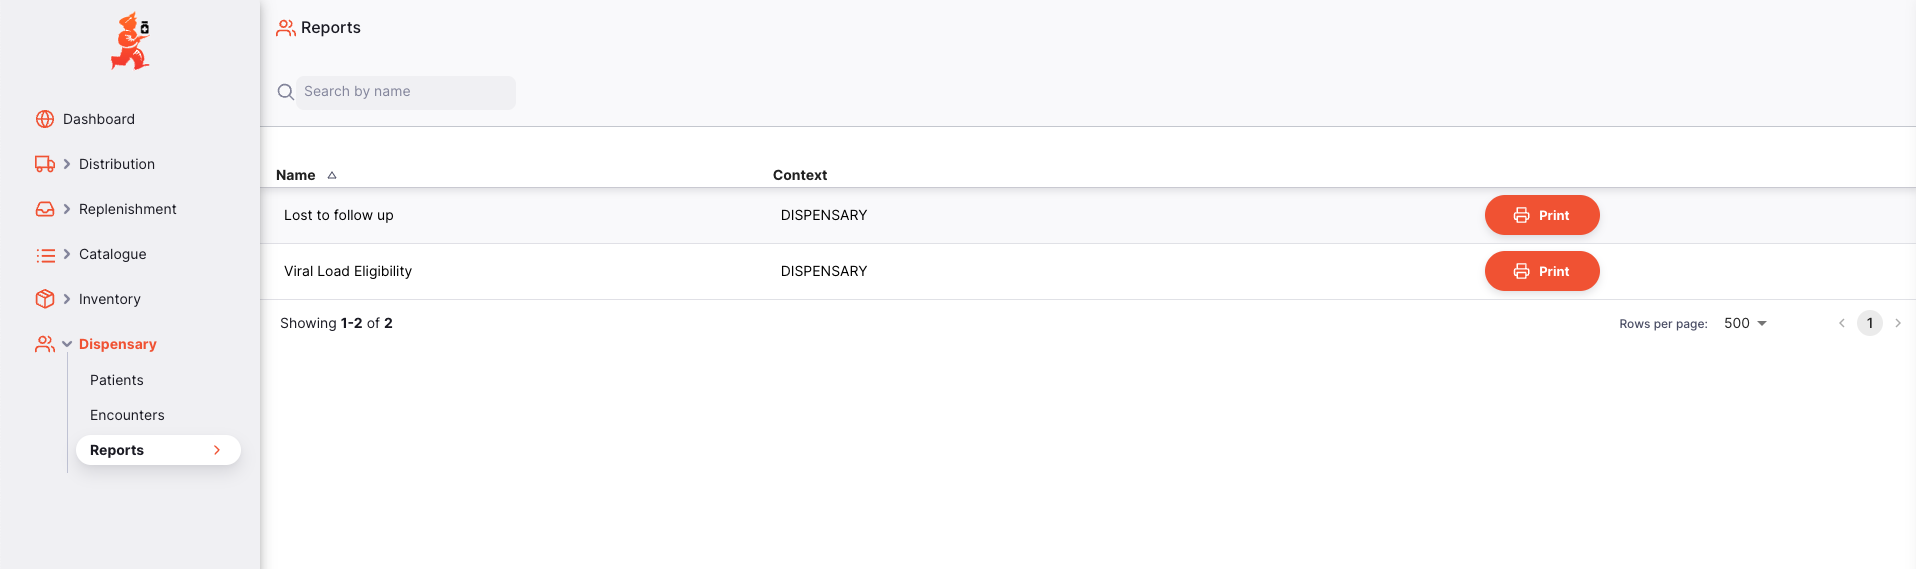 Dashboard
Distribution
Replenishment
Catalogue
Inventory
Dispensary
Patients
Encounters
Reports
Reports
Search by name
Name Context
Lost to follow up DISPENSARY Print
Viral Load Eligibility DISPENSARY Print
Showing 1-2 of 2 Rows per page: 500 1